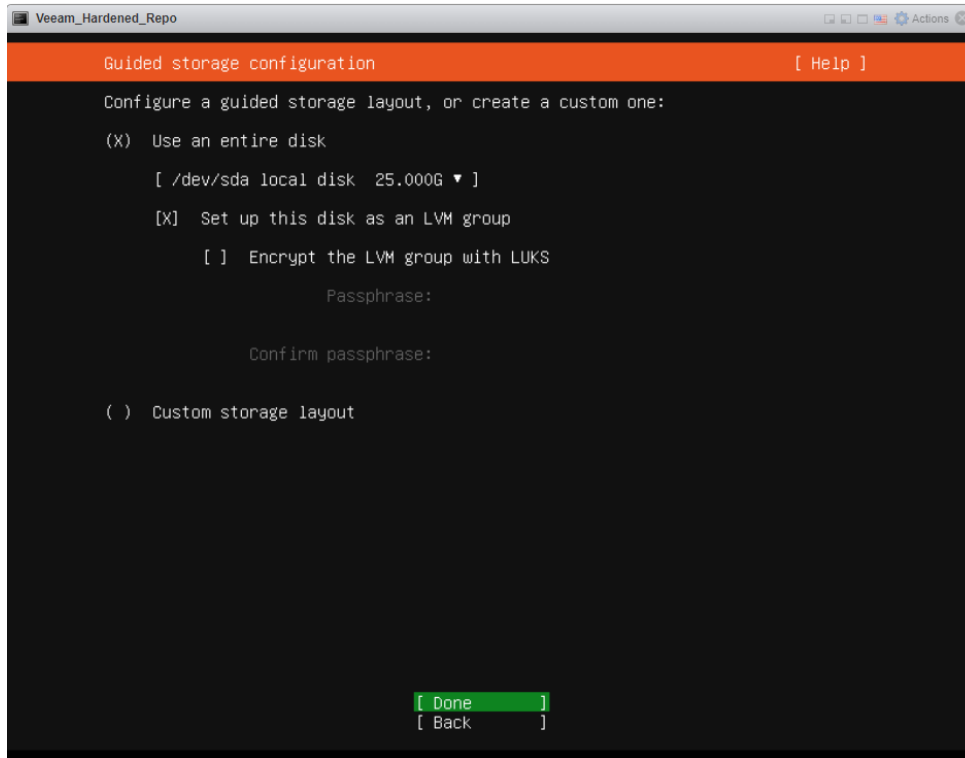 Veeam_Hardened_Repo Actions
Guided storage configuration [ Help ]
Configure a guided storage layout, or create a custom one:
(X) Use an entire disk
[ /dev/sda local disk 25.000G ▾ ]
[X] Set up this disk as an LVM group
[ ] Encrypt the LVM group with LUKS
Passphrase:
Confirm passphrase:
( ) Custom storage layout
[ Done ]
[ Back ]